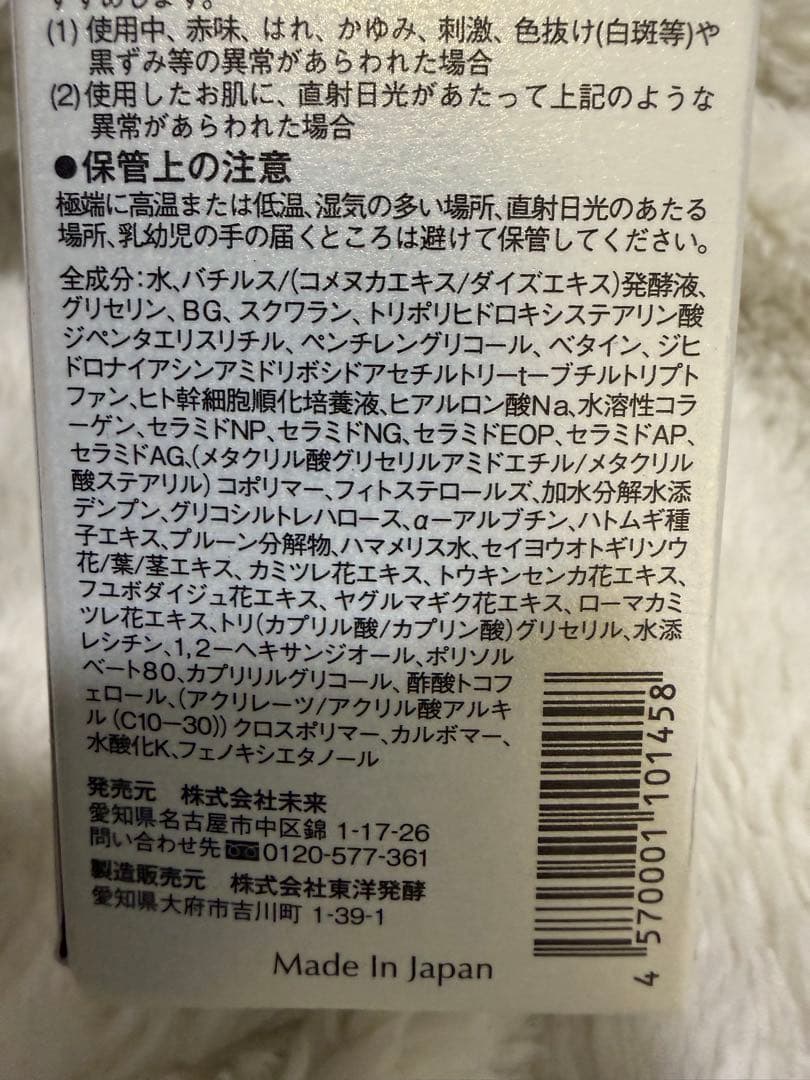 すすめします。
(1) 使用中、赤味、はれ、かゆみ、刺激、色抜け(白斑等)や
黒ずみ等の異常があらわれた場合
(2)使用したお肌に、直射日光があたって上記のような
異常があらわれた場合
●保管上の注意
極端に高温または低温、湿気の多い場所、直射日光のあたる
場所、乳幼児の手の届くところは避けて保管してください。
全成分:水、バチルス/(コメヌカエキス/ダイズエキス)発酵液、
グリセリン、BG、スクワラン、トリポリヒドロキシステアリン酸
ジペンタエリスリチル、ペンチレングリコール、ベタイン、ジヒ
ドロナイアシンアミドリボシドアセチルトリーtーブチルトリプト
ファン、ヒト幹細胞順化培養液、ヒアルロン酸Na、水溶性コラ
ーゲン、セラミドNP、セラミドNG、セラミドEOP、セラミドAP、
セラミドAG、(メタクリル酸グリセリルアミドエチル/メタクリル
酸ステアリル) コポリマー、フィトステロールズ、加水分解水添
デンプン、グリコシルトレハロース、αーアルブチン、ハトムギ種
子エキス、プルーン分解物、ハマメリス水、セイヨウオトギリソウ
花/葉/茎エキス、カミツレ花エキス、トウキンセンカ花エキス、
フユボダイジュ花エキス、ヤグルマギク花エキス、ローマカミ
ツレ花エキス、トリ(カプリル酸/カプリン酸)グリセリル、水添
レシチン、1,2ーヘキサンジオール、ポリソル
ベート80、カプリリルグリコール、酢酸トコフ
ェロール、(アクリレーツ/アクリル酸アルキ
ル (C10ー30)) クロスポリマー、カルボマー、
水酸化K、フェノキシエタノール
発売元 株式会社未来
愛知県名古屋市中区錦 1-17-26
問い合わせ先 0120-577-361
製造販売元 株式会社東洋発酵
愛知県大府市吉川町 1-39-1
Made In Japan
4 570001 101458